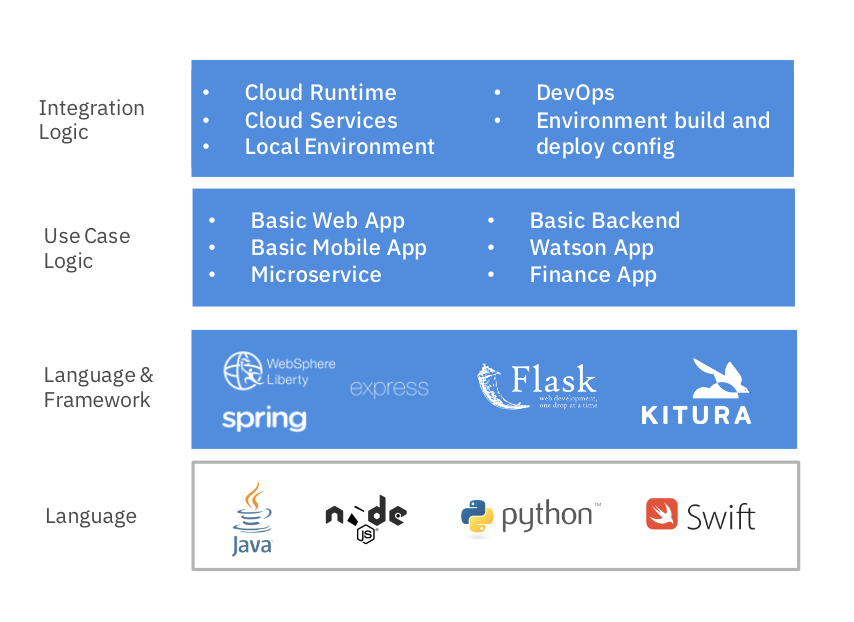 Integration
Logic
• Cloud Runtime
• Cloud Services
• Local Environment
• DevOps
• Environment build and
deploy config
Use Case
Logic
• Basic Web App
• Basic Mobile App
• Microservice
• Basic Backend
• Watson App
• Finance App
Language &
Framework
WebSphere
Liberty
express
spring
Flask
web development,
one drop at a time
KITURA
Language
Java
node
JS
python™
Swift